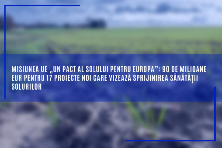 MISIUNEA UE „UN PACT AL SOLULUI PENTRU EUROPA”: 90 DE MILIOANE
EUR PENTRU 17 PROIECTE NOI CARE VIZEAZĂ SPRIJINIREA SĂNĂTĂȚII
SOLURILOR